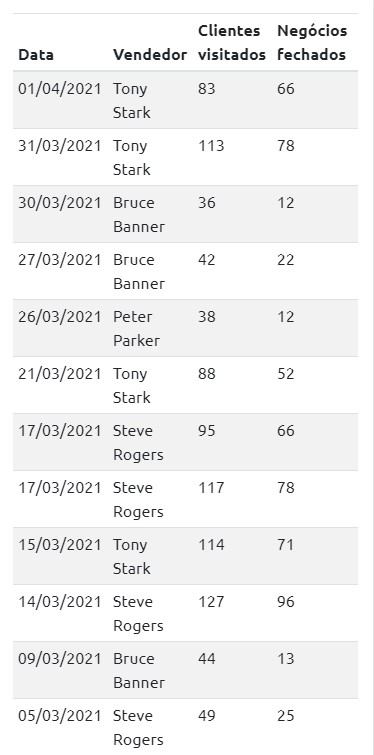 Data Vendedor Clientes visitados Negócios fechados
01/04/2021 Tony Stark 83 66
31/03/2021 Tony Stark 113 78
30/03/2021 Bruce Banner 36 12
27/03/2021 Bruce Banner 42 22
26/03/2021 Peter Parker 38 12
21/03/2021 Tony Stark 88 52
17/03/2021 Steve Rogers 95 66
17/03/2021 Steve Rogers 117 78
15/03/2021 Tony Stark 114 71
14/03/2021 Steve Rogers 127 96
09/03/2021 Bruce Banner 44 13
05/03/2021 Steve Rogers 49 25